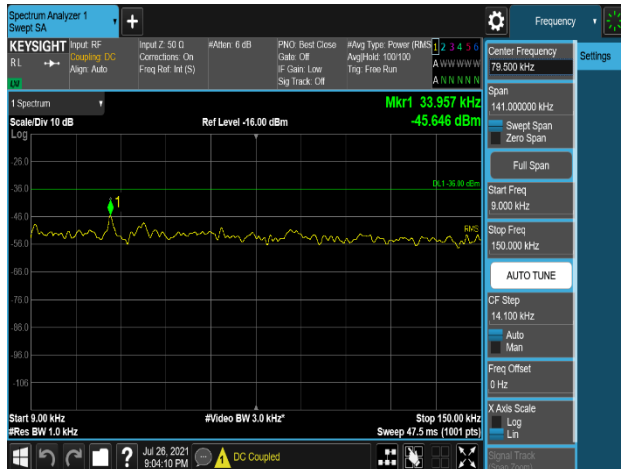 Spectrum Analyzer 1
Swept SA
+
Frequency
KEYSIGHT
RL
LXI
Input: RF
Coupling: DC
Align: Auto
Input Z: 50 Ω
Corrections: On
Freq Ref: Int (S)
#Atten: 6 dB
PNO: Best Close
Gate: Off
IF Gain: Low
Sig Track: Off
#Avg Type: Power (RMS
Avg|Hold: 100/100
Trig: Free Run
1 2 3 4 5 6
A W W W W W
A N N N N N
1 Spectrum
Scale/Div 10 dB
Ref Level -16.00 dBm
Mkr1 33.957 kHz
-45.646 dBm
Log
-26.0
-36.0
DL1 -36.00 dBm
1
-46.0
RMS
-56.0
-66.0
-76.0
-86.0
-96.0
-106
Start 9.00 kHz
#Video BW 3.0 kHz*
Stop 150.00 kHz
#Res BW 1.0 kHz
Sweep 47.5 ms (1001 pts)
Center Frequency
79.500 kHz
Settings
Span
141.000000 kHz
Swept Span
Zero Span
Full Span
Start Freq
9.000 kHz
Stop Freq
150.000 kHz
AUTO TUNE
CF Step
14.100 kHz
Auto
Man
Freq Offset
0 Hz
X Axis Scale
Log
Lin
Signal Track
(Span Zoom)
?
Jul 26, 2021
9:04:10 PM
DC Coupled